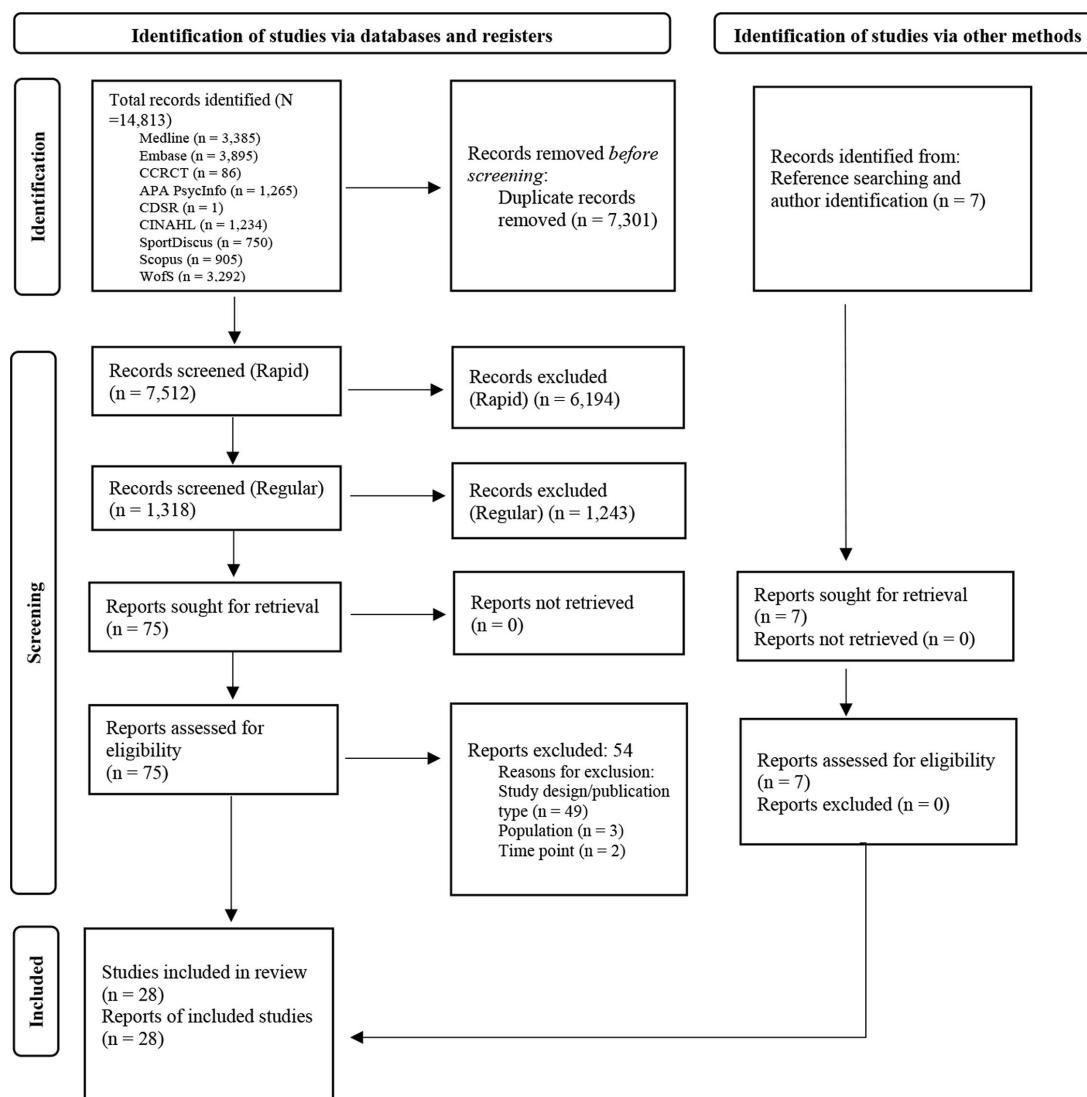 Identification of studies via databases and registers
Identification of studies via other methods
Identification
Total records identified (N
=14,813)
Medline (n = 3,385)
Embase (n = 3,895)
CCRCT (n = 86)
APA PsycInfo (n = 1,265)
CDSR (n = 1)
CINAHL (n = 1,234)
SportDiscus (n = 750)
Scopus (n = 905)
WofS (n = 3,292)
Records removed before
screening:
Duplicate records
removed (n = 7,301)
Records identified from:
Reference searching and
author identification (n = 7)
Screening
Records screened (Rapid)
(n = 7,512)
Records excluded
(Rapid) (n = 6,194)
Records screened (Regular)
(n = 1,318)
Records excluded
(Regular) (n = 1,243)
Reports sought for retrieval
(n = 75)
Reports not retrieved
(n = 0)
Reports sought for retrieval
(n = 7)
Reports not retrieved (n = 0)
Reports assessed for
eligibility
(n = 75)
Reports excluded: 54
Reasons for exclusion:
Study design/publication
type (n = 49)
Population (n = 3)
Time point (n = 2)
Reports assessed for eligibility
(n = 7)
Reports excluded (n = 0)
Included
Studies included in review
(n = 28)
Reports of included studies
(n = 28)